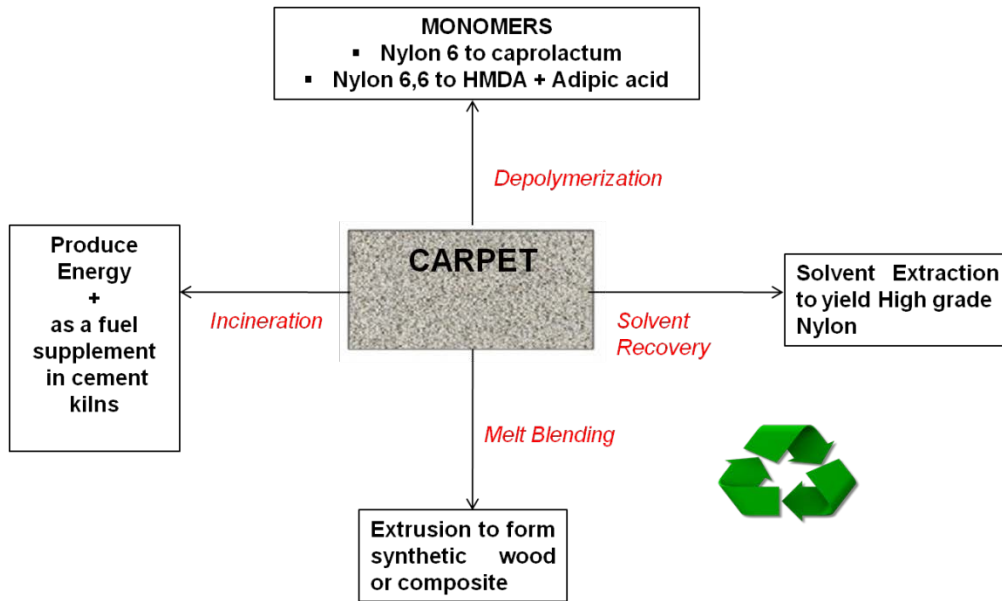 MONOMERS
▪ Nylon 6 to caprolactum
▪ Nylon 6,6 to HMDA + Adipic acid
Depolymerization
Produce
Energy
+
as a fuel
supplement
in cement
kilns
Incineration
CARPET
Solvent
Recovery
Solvent Extraction
to yield High grade
Nylon
Melt Blending
Extrusion to form
synthetic wood
or composite